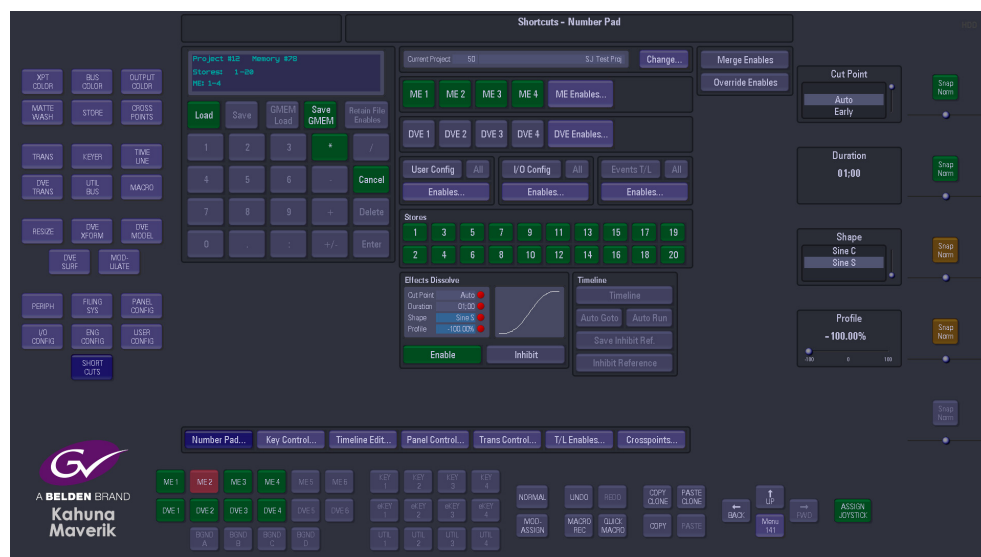 Shortcuts - Number Pad
Project #12 Memory #78
Stores: 1-20
ME: 1-4
Current Project 50 SJ Test Proj Change...
Merge Enables
Override Enables
XPT COLOR
BUS COLOR
OUTPUT COLOR
MATTE WASH
STORE
CROSS POINTS
TRANS
KEYER
TIME LINE
DVE TRANS
UTIL BUS
MACRO
RESIZE
DVE XFORM
DVE MODEL
DVE SURF
MOD- ULATE
PERIPH
FILING SYS
PANEL CONFIG
I/O CONFIG
ENG CONFIG
USER CONFIG
SHORT CUTS
Load
Save
GMEM Load
Save GMEM
Retain File Enables
1 2 3 * /
4 5 6 - Cancel
7 8 9 + Delete
0 . : +/- Enter
ME 1 ME 2 ME 3 ME 4 ME Enables...
DVE 1 DVE 2 DVE 3 DVE 4 DVE Enables...
User Config All
I/O Config All
Events T/L All
Enables...
Enables...
Enables...
Stores
1 3 5 7 9 11 13 15 17 19
2 4 6 8 10 12 14 16 18 20
Effects Dissolve
Cut Point Auto
Duration 01:00
Shape Sine S
Profile -100.00%
Enable
Inhibit
Timeline
Timeline
Auto Goto
Auto Run
Save Inhibit Ref.
Inhibit Reference
Cut Point
Auto
Early
Snap Norm
Duration
01:00
Snap Norm
Shape
Sine C
Sine S
Snap Norm
Profile
-100.00%
-100 0 100
Snap Norm
Snap Norm
Number Pad...
Key Control...
Timeline Edit...
Panel Control...
Trans Control...
T/L Enables...
Crosspoints...
GV
A BELDEN BRAND
Kahuna
Maverik
ME 1 ME 2 ME 3 ME 4 ME 5 ME 6
KEY 1
KEY 2
KEY 3
KEY 4
DVE 1 DVE 2 DVE 3 DVE 4 DVE 5 DVE 6
eKEY 1
eKEY 2
eKEY 3
eKEY 4
BGND A
BGND B
BGND C
BGND D
UTIL 1
UTIL 2
UTIL 3
UTIL 4
NORMAL
UNDO
REDO
COPY CLONE
PASTE CLONE
MOD- ASSIGN
MACRO REC
QUICK MACRO
COPY
PASTE
BACK
UP
Menu 141
FWD
ASSIGN JOYSTICK